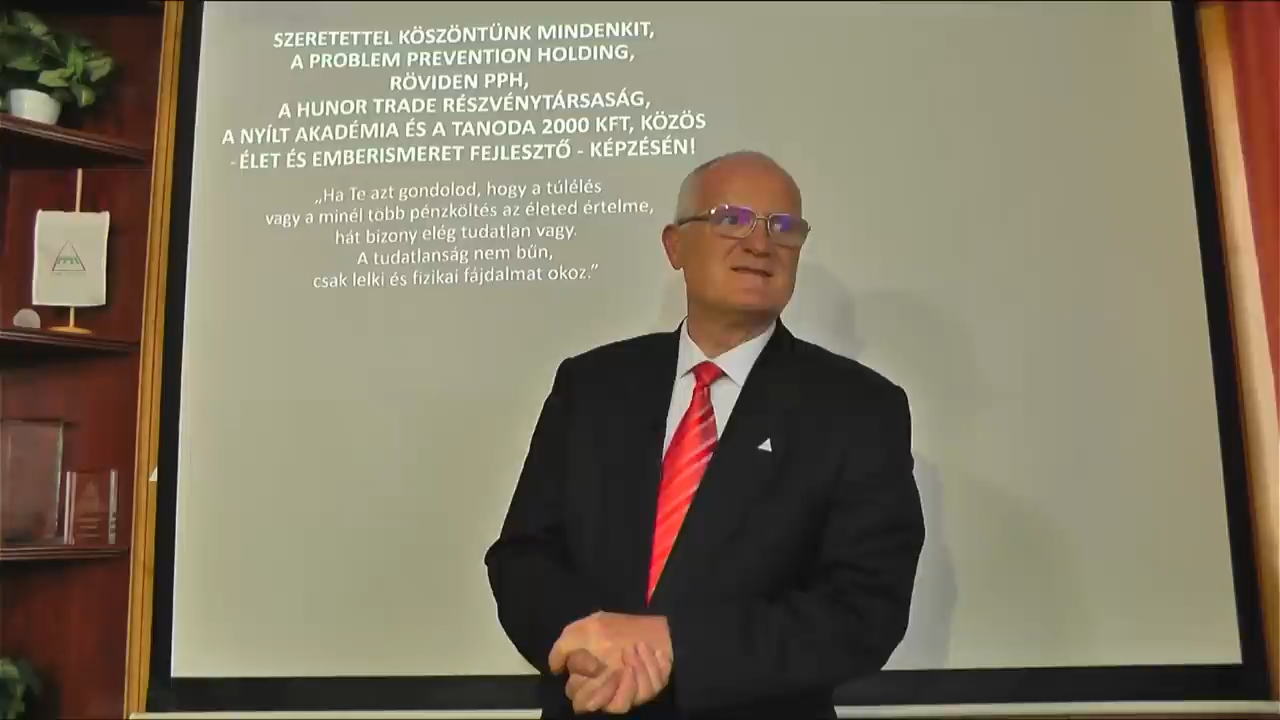 SZERETETTEL KÖSZÖNTÜNK MINDENKIT,
A PROBLEM PREVENTION HOLDING,
RÖVIDEN PPH,
A HUNOR TRADE RÉSZVÉNYTÁRSASÁG,
A NYÍLT AKADÉMIA ÉS A TANODA 2000 KFT, KÖZÖS
- ÉLET ÉS EMBERISMERET FEJLESZTŐ - KÉPZÉSÉN!
„Ha Te azt gondolod, hogy a túlélés
vagy a minél több pénzköltés az életed értelme,
hát bizony elég tudatlan vagy.
A tudatlanság nem bűn,
csak lelki és fizikai fájdalmat okoz.”